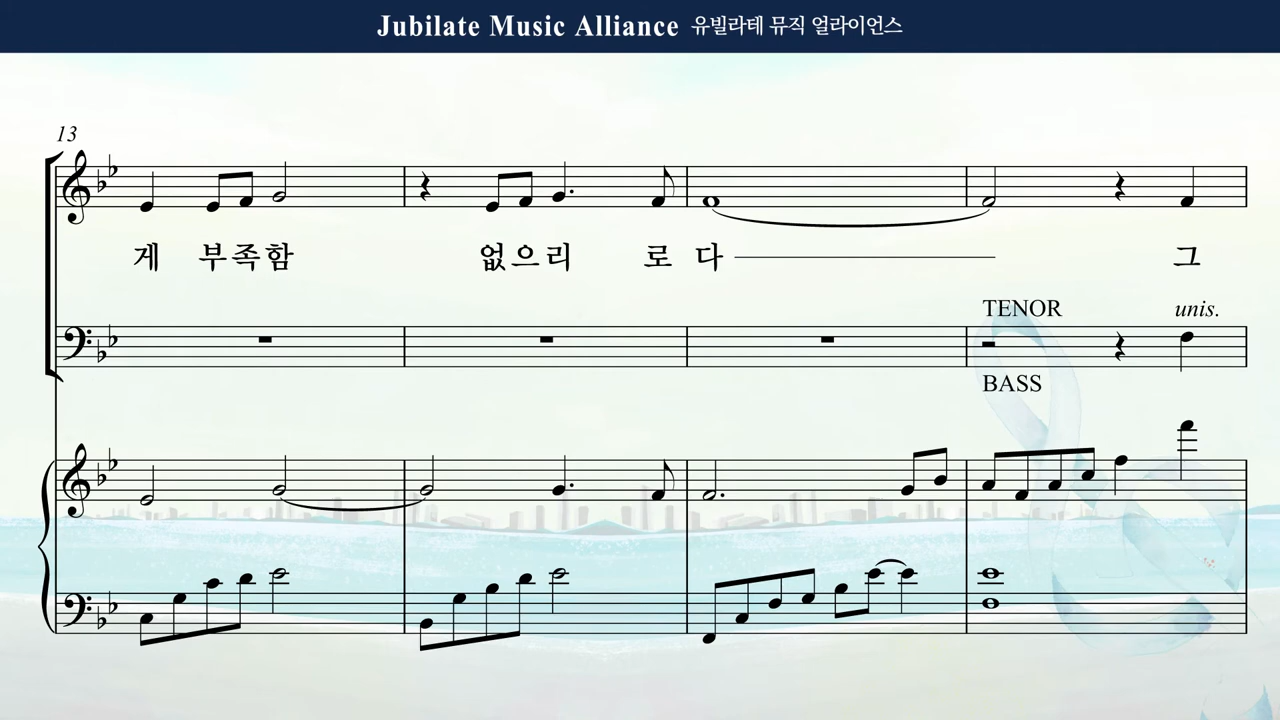 Jubilate Music Alliance 유빌라테 뮤직 얼라이언스
13
게 부족함 없으리 로 다 그
TENOR unis.
BASS